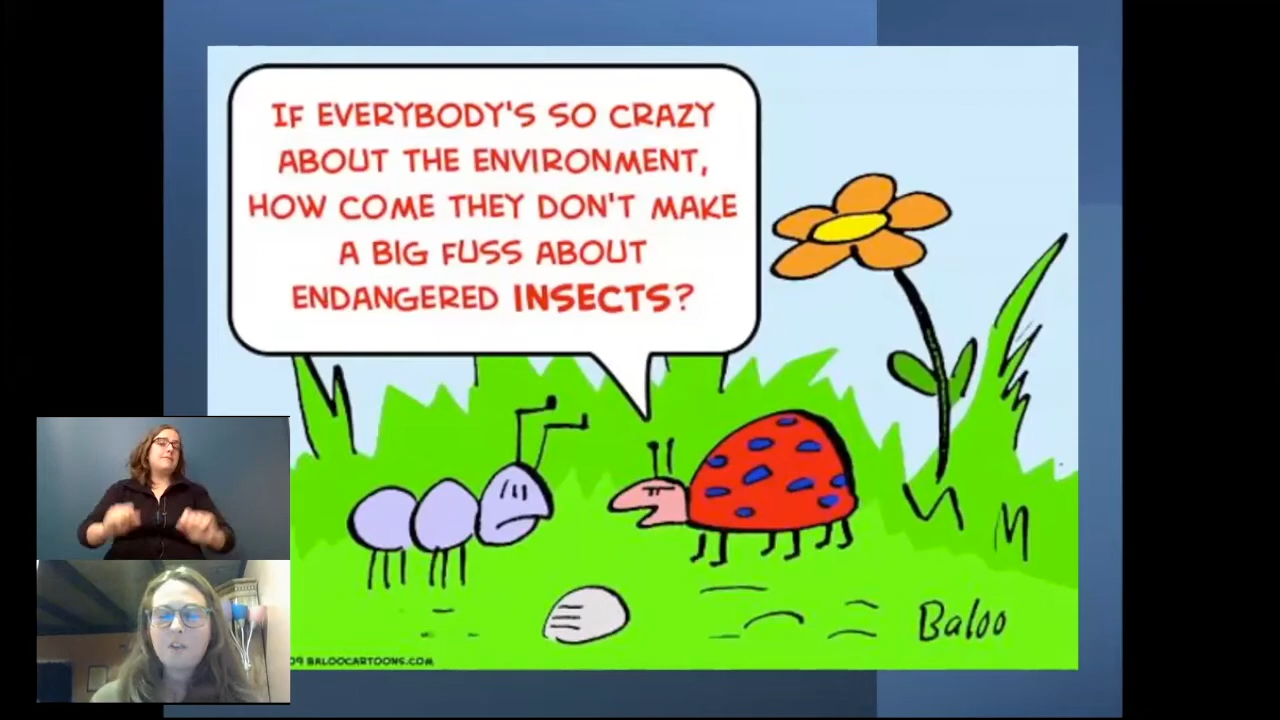 IF EVERYBODY'S SO CRAZY
ABOUT THE ENVIRONMENT,
HOW COME THEY DON'T MAKE
A BIG FUSS ABOUT
ENDANGERED INSECTS?
Baloo
09 BALOOCARTOONS.COM